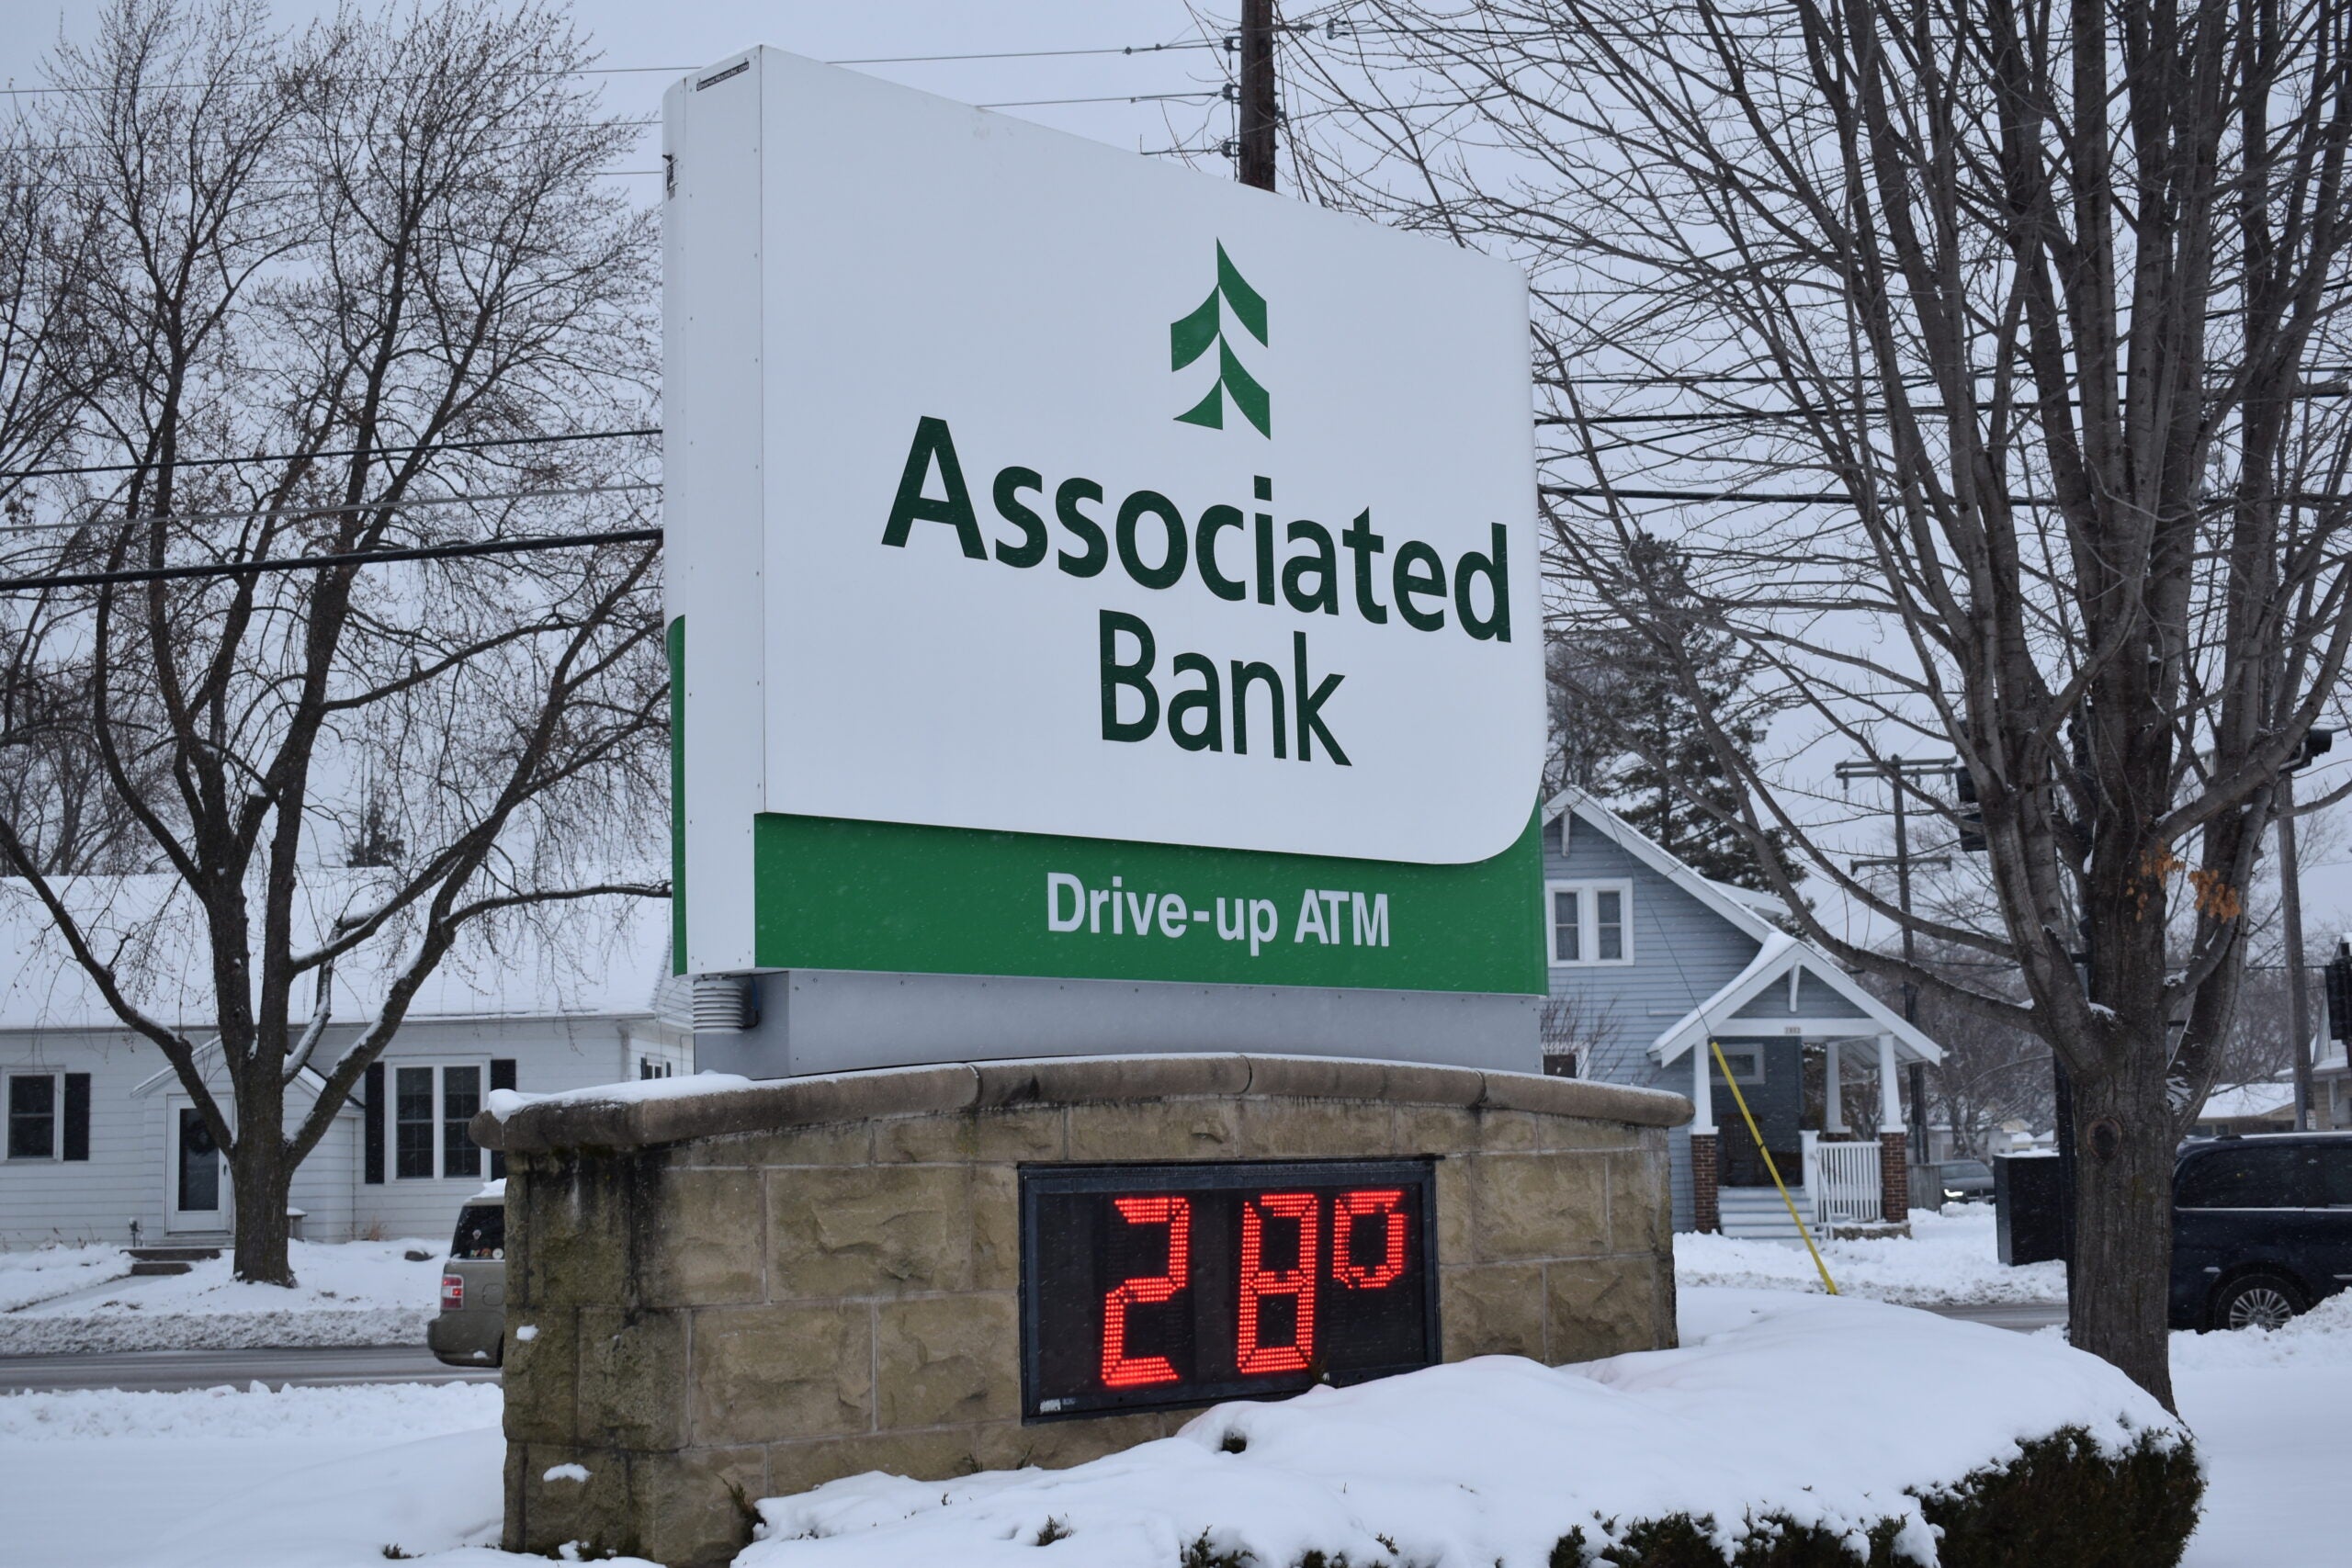 Associated
Bank
Drive-up ATM
28°